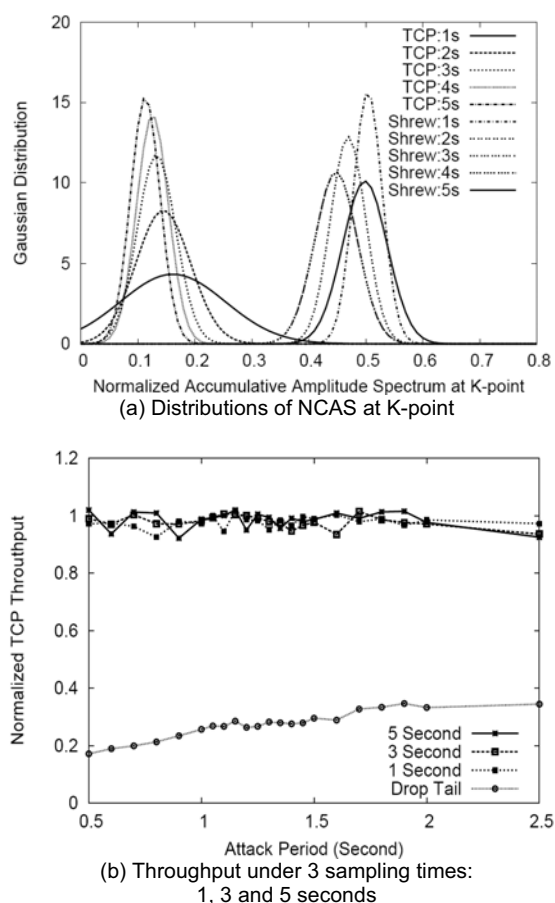 20
15
10
5
0
Gaussian Distribution
TCP:1s
TCP:2s
TCP:3s
TCP:4s
TCP:5s
Shrew:1s
Shrew:2s
Shrew:3s
Shrew:4s
Shrew:5s
0 0.1 0.2 0.3 0.4 0.5 0.6 0.7 0.8
Normalized Accumulative Amplitude Spectrum at K-point
(a) Distributions of NCAS at K-point
1.2
1
0.8
0.6
0.4
0.2
0
Normalized TCP Throuthput
5 Second
3 Second
1 Second
Drop Tail
0.5 1 1.5 2 2.5
Attack Period (Second)
(b) Throughput under 3 sampling times:
1, 3 and 5 seconds